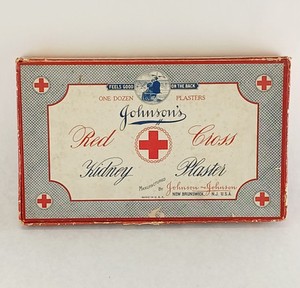 "FEELS GOOD ON THE BACK"
ONE DOZEN PLASTERS
Johnson's
Red Cross
Kidney Plaster
MANUFACTURED BY Johnson & Johnson
NEW BRUNSWICK, N.J. U.S.A.